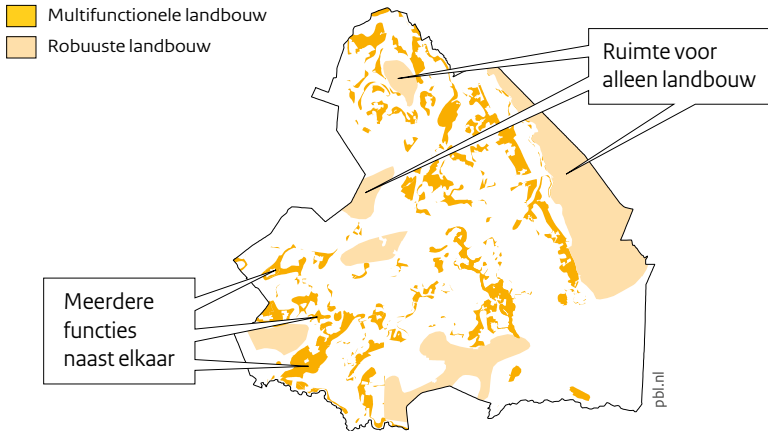 Multifunctionele landbouw
Robuuste landbouw
Ruimte voor
alleen landbouw
Meerdere
functies
naast elkaar
pbl.nl